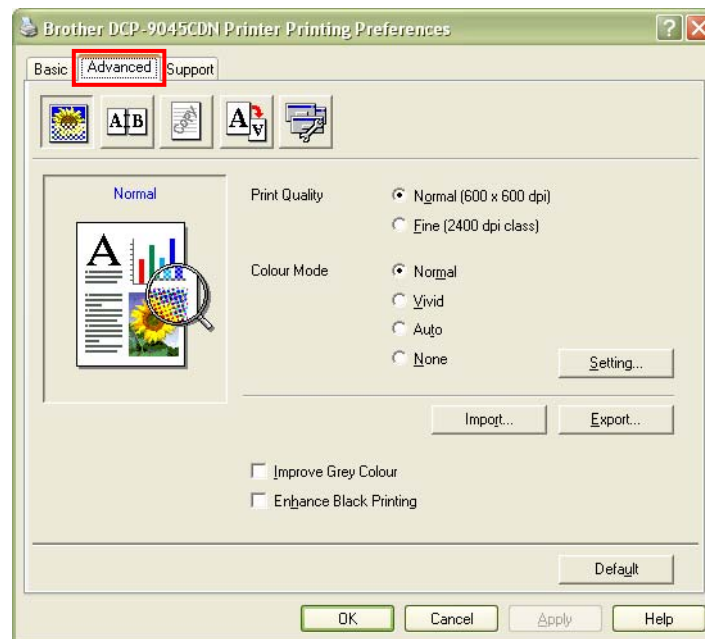 Brother DCP-9045CDN Printer Printing Preferences
Basic Advanced Support
A B
Copy
A A
Normal
A
Print Quality
Normal (600 x 600 dpi)
Fine (2400 dpi class)
Colour Mode
Normal
Vivid
Auto
None
Setting...
Import... Export...
Improve Grey Colour
Enhance Black Printing
Default
OK Cancel Apply Help